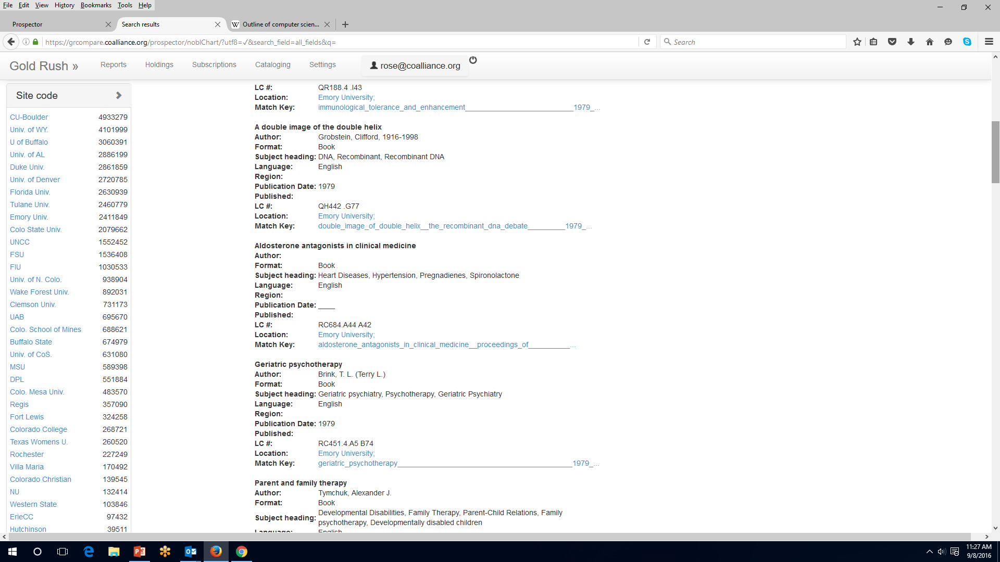 File Edit View History Bookmarks Tools Help
Prospector
Search results
W Outline of computer scien...
https://grcompare.coalliance.org/prospector/noblChart/?utf8=✓&search_field=all_fields&q=
Search
Gold Rush » Reports Holdings Subscriptions Cataloging Settings rose@coalliance.org
Site code
CU-Boulder 4933279
Univ. of WY. 4101999
U of Buffalo 3060391
Univ. of AL 2886199
Duke Univ. 2861859
Univ. of Denver 2720785
Florida Univ. 2630939
Tulane Univ. 2460779
Emory Univ. 2411849
Colo State Univ. 2079662
UNCC 1552452
FSU 1536408
FIU 1030533
Univ. of N. Colo. 938904
Wake Forest Univ. 892031
Clemson Univ. 731173
UAB 695670
Colo. School of Mines 688621
Buffalo State 674979
Univ. of CoS. 631080
MSU 589398
DPL 551884
Colo. Mesa Univ. 483570
Regis 357090
Fort Lewis 324258
Colorado College 268721
Texas Womens U. 260520
Rochester 227249
Villa Maria 170492
Colorado Christian 139545
NU 132414
Western State 103846
ErieCC 97432
Hutchinson 39511
LC #: QR188.4 .I43
Location: Emory University;
Match Key: immunological_tolerance_and_enhancement__________________________1979_...
A double image of the double helix
Author: Grobstein, Clifford, 1916-1998
Format: Book
Subject heading: DNA, Recombinant, Recombinant DNA
Language: English
Region:
Publication Date: 1979
Published:
LC #: QH442 .G77
Location: Emory University;
Match Key: double_image_of_double_helix__the_recombinant_dna_debate_________1979_...
Aldosterone antagonists in clinical medicine
Author:
Format: Book
Subject heading: Heart Diseases, Hypertension, Pregnadienes, Spironolactone
Language: English
Region:
Publication Date: ____
Published:
LC #: RC684.A44 A42
Location: Emory University;
Match Key: aldosterone_antagonists_in_clinical_medicine__proceedings_of__________...
Geriatric psychotherapy
Author: Brink, T. L. (Terry L.)
Format: Book
Subject heading: Geriatric psychiatry, Psychotherapy, Geriatric Psychiatry
Language: English
Region:
Publication Date: 1979
Published:
LC #: RC451.4.A5 B74
Location: Emory University;
Match Key: geriatric_psychotherapy__________________________________________1979_...
Parent and family therapy
Author: Tymchuk, Alexander J.
Format: Book
Subject heading: Developmental Disabilities, Family Therapy, Parent-Child Relations, Family
psychotherapy, Developmentally disabled children
Language: English
11:27 AM
9/8/2016